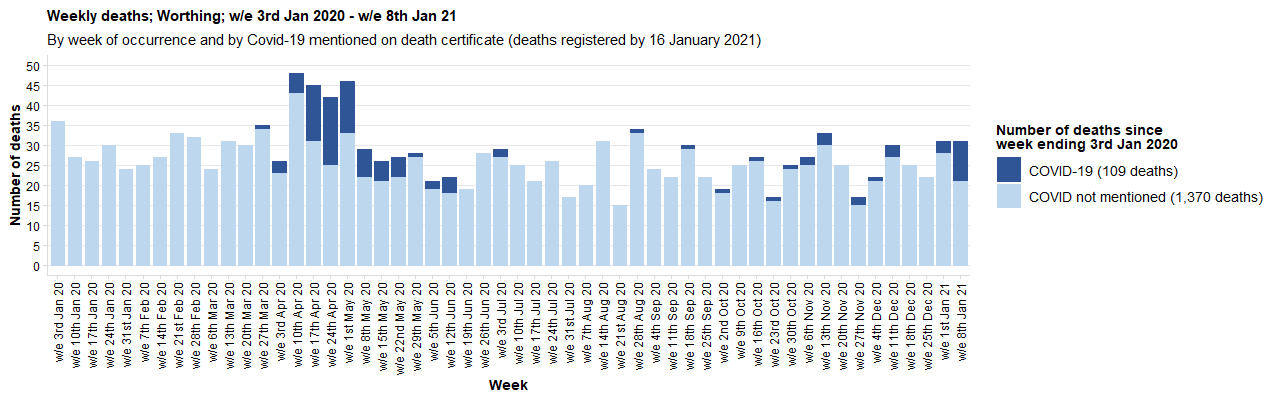 Weekly deaths; Worthing; w/e 3rd Jan 2020 - w/e 8th Jan 21
By week of occurrence and by Covid-19 mentioned on death certificate (deaths registered by 16 January 2021)
Number of deaths
50
45
40
35
30
25
20
15
10
5
0
w/e 3rd Jan 20
w/e 10th Jan 20
w/e 17th Jan 20
w/e 24th Jan 20
w/e 31st Jan 20
w/e 7th Feb 20
w/e 14th Feb 20
w/e 21st Feb 20
w/e 28th Feb 20
w/e 6th Mar 20
w/e 13th Mar 20
w/e 20th Mar 20
w/e 27th Mar 20
w/e 3rd Apr 20
w/e 10th Apr 20
w/e 17th Apr 20
w/e 24th Apr 20
w/e 1st May 20
w/e 8th May 20
w/e 15th May 20
w/e 22nd May 20
w/e 29th May 20
w/e 5th Jun 20
w/e 12th Jun 20
w/e 19th Jun 20
w/e 26th Jun 20
w/e 3rd Jul 20
w/e 10th Jul 20
w/e 17th Jul 20
w/e 24th Jul 20
w/e 31st Jul 20
w/e 7th Aug 20
w/e 14th Aug 20
w/e 21st Aug 20
w/e 28th Aug 20
w/e 4th Sep 20
w/e 11th Sep 20
w/e 18th Sep 20
w/e 25th Sep 20
w/e 2nd Oct 20
w/e 9th Oct 20
w/e 16th Oct 20
w/e 23rd Oct 20
w/e 30th Oct 20
w/e 6th Nov 20
w/e 13th Nov 20
w/e 20th Nov 20
w/e 27th Nov 20
w/e 4th Dec 20
w/e 11th Dec 20
w/e 18th Dec 20
w/e 25th Dec 20
w/e 1st Jan 21
w/e 8th Jan 21
Week
Number of deaths since
week ending 3rd Jan 2020
COVID-19 (109 deaths)
COVID not mentioned (1,370 deaths)